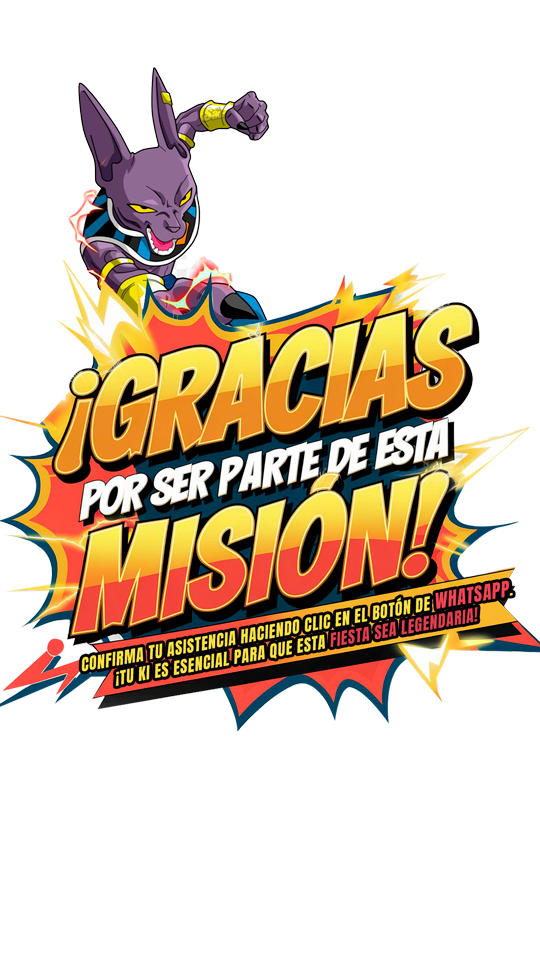 ¡GRACIAS
POR SER PARTE DE ESTA
MISIÓN!
CONFIRMA TU ASISTENCIA HACIENDO CLIC EN EL BOTÓN DE WHATSAPP.
¡TU KI ES ESENCIAL PARA QUE ESTA FIESTA SEA LEGENDARIA!